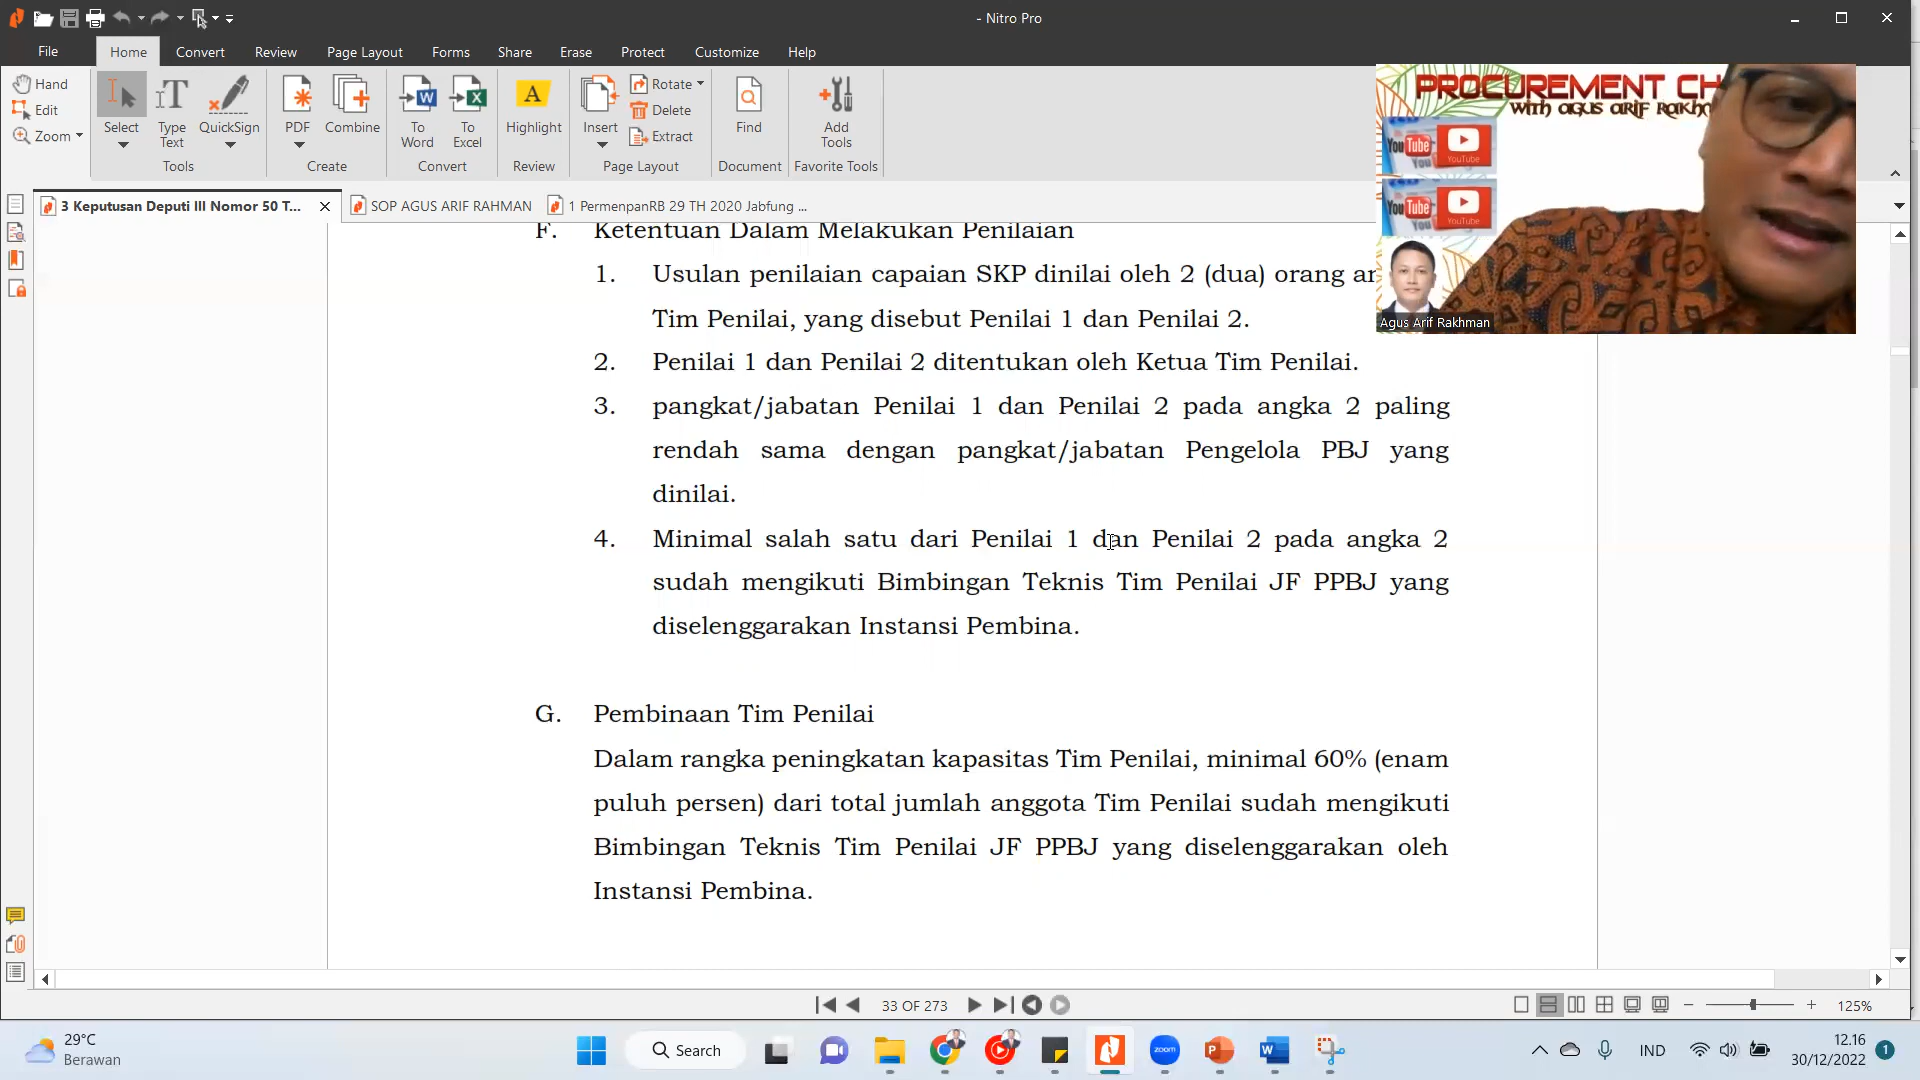 - Nitro Pro
File Home Convert Review Page Layout Forms Share Erase Protect Customize Help
Hand
Edit
Zoom
Select
Type Text
QuickSign
Tools
PDF
Combine
Create
To Word
To Excel
Convert
Highlight
Review
Insert
Rotate
Delete
Extract
Page Layout
Find
Document
Add Tools
Favorite Tools
PROCUREMENT CH
with AGUS ARIF RAKH
YouTube
YouTube
YouTube
YouTube
Agus Arif Rakhman
3 Keputusan Deputi III Nomor 50 T...
SOP AGUS ARIF RAHMAN
1 PermenpanRB 29 TH 2020 Jabfung ...
F. Ketentuan Dalam Melakukan Penilaian
1. Usulan penilaian capaian SKP dinilai oleh 2 (dua) orang
Tim Penilai, yang disebut Penilai 1 dan Penilai 2.
2. Penilai 1 dan Penilai 2 ditentukan oleh Ketua Tim Penilai.
3. pangkat/jabatan Penilai 1 dan Penilai 2 pada angka 2 paling
rendah sama dengan pangkat/jabatan Pengelola PBJ yang
dinilai.
4. Minimal salah satu dari Penilai 1 dan Penilai 2 pada angka 2
sudah mengikuti Bimbingan Teknis Tim Penilai JF PPBJ yang
diselenggarakan Instansi Pembina.
G. Pembinaan Tim Penilai
Dalam rangka peningkatan kapasitas Tim Penilai, minimal 60% (enam
puluh persen) dari total jumlah anggota Tim Penilai sudah mengikuti
Bimbingan Teknis Tim Penilai JF PPBJ yang diselenggarakan oleh
Instansi Pembina.
33 OF 273
125%
29°C
Berawan
Search
zoom
IND
12.16
30/12/2022
1